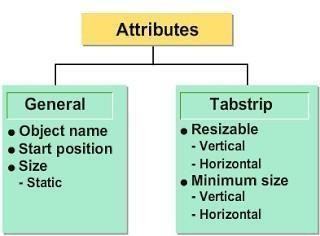 Attributes
General
● Object name
● Start position
● Size
- Static
Tabstrip
● Resizable
- Vertical
- Horizontal
● Minimum size
- Vertical
- Horizontal